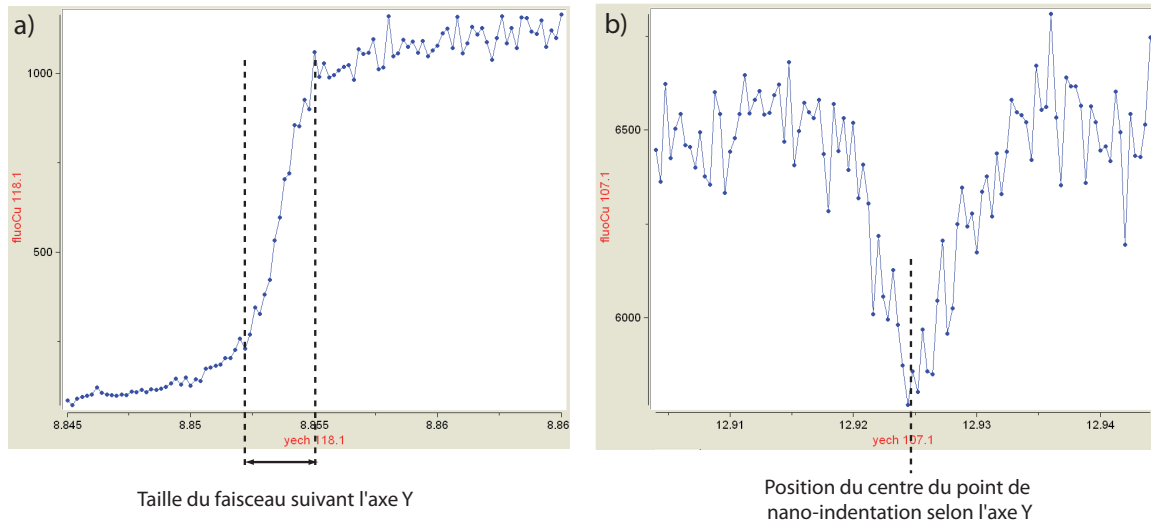 a)
1000
500
fluoCu 118.1
8.845
8.85
8.855
8.86
8.86
yech 118.1
Taille du faisceau suivant l'axe Y
b)
6500
6000
fluoCu 107.1
12.91
12.92
12.93
12.94
yech 107.1
Position du centre du point de
nano-indentation selon l'axe Y